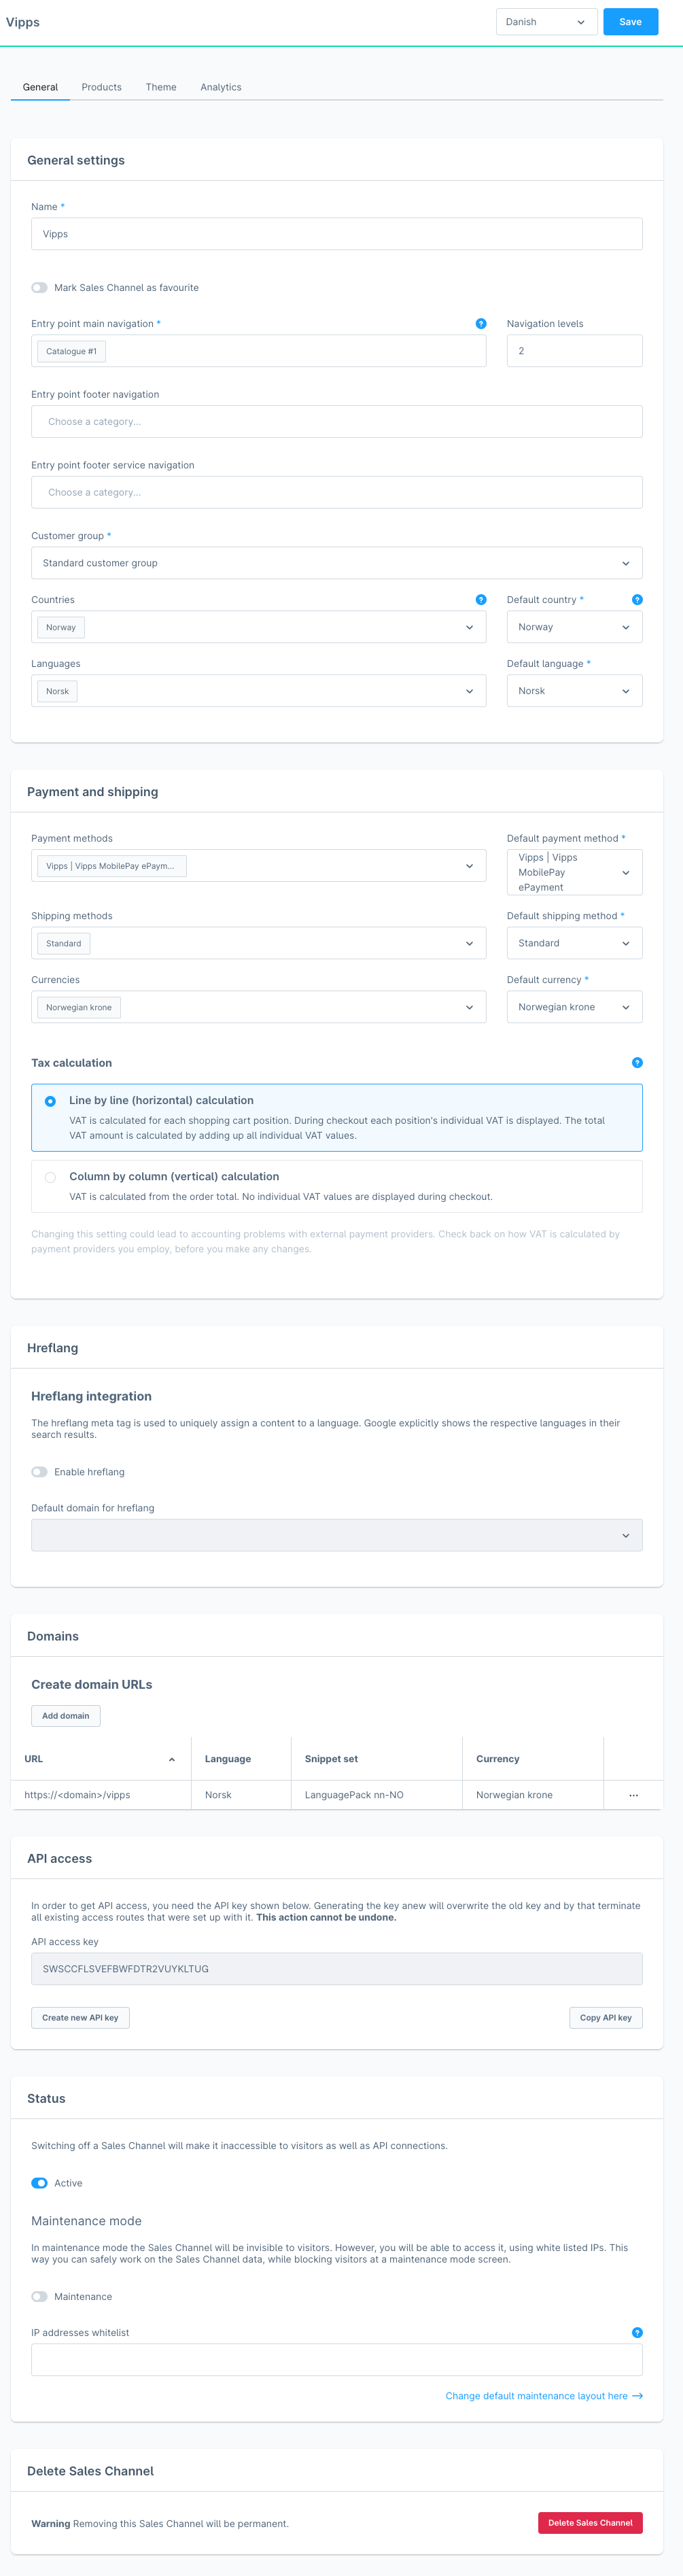 Vipps
Danish
Save
General Products Theme Analytics
General settings
Name *
Vipps
Mark Sales Channel as favourite
Entry point main navigation * ?
Navigation levels
Catalogue #1
2
Entry point footer navigation
Choose a category...
Entry point footer service navigation
Choose a category...
Customer group *
Standard customer group
Countries ?
Default country * ?
Norway
Norway
Languages
Default language *
Norsk
Norsk
Payment and shipping
Payment methods
Default payment method *
Vipps | Vipps MobilePay ePaym...
Vipps | Vipps
MobilePay
ePayment
Shipping methods
Default shipping method *
Standard
Standard
Currencies
Default currency *
Norwegian krone
Norwegian krone
Tax calculation ?
Line by line (horizontal) calculation
VAT is calculated for each shopping cart position. During checkout each position's individual VAT is displayed. The total
VAT amount is calculated by adding up all individual VAT values.
Column by column (vertical) calculation
VAT is calculated from the order total. No individual VAT values are displayed during checkout.
Changing this setting could lead to accounting problems with external payment providers. Check back on how VAT is calculated by
payment providers you employ, before you make any changes.
Hreflang
Hreflang integration
The hreflang meta tag is used to uniquely assign a content to a language. Google explicitly shows the respective languages in their
search results.
Enable hreflang
Default domain for hreflang
Domains
Create domain URLs
Add domain
URL Language Snippet set Currency
https://<domain>/vipps Norsk LanguagePack nn-NO Norwegian krone ...
API access
In order to get API access, you need the API key shown below. Generating the key anew will overwrite the old key and by that terminate
all existing access routes that were set up with it. This action cannot be undone.
API access key
SWSCCFLSVEFBWFDTR2VUYKLTUG
Create new API key
Copy API key
Status
Switching off a Sales Channel will make it inaccessible to visitors as well as API connections.
Active
Maintenance mode
In maintenance mode the Sales Channel will be invisible to visitors. However, you will be able to access it, using white listed IPs. This
way you can safely work on the Sales Channel data, while blocking visitors at a maintenance mode screen.
Maintenance
IP addresses whitelist ?
Change default maintenance layout here →
Delete Sales Channel
Warning Removing this Sales Channel will be permanent.
Delete Sales Channel